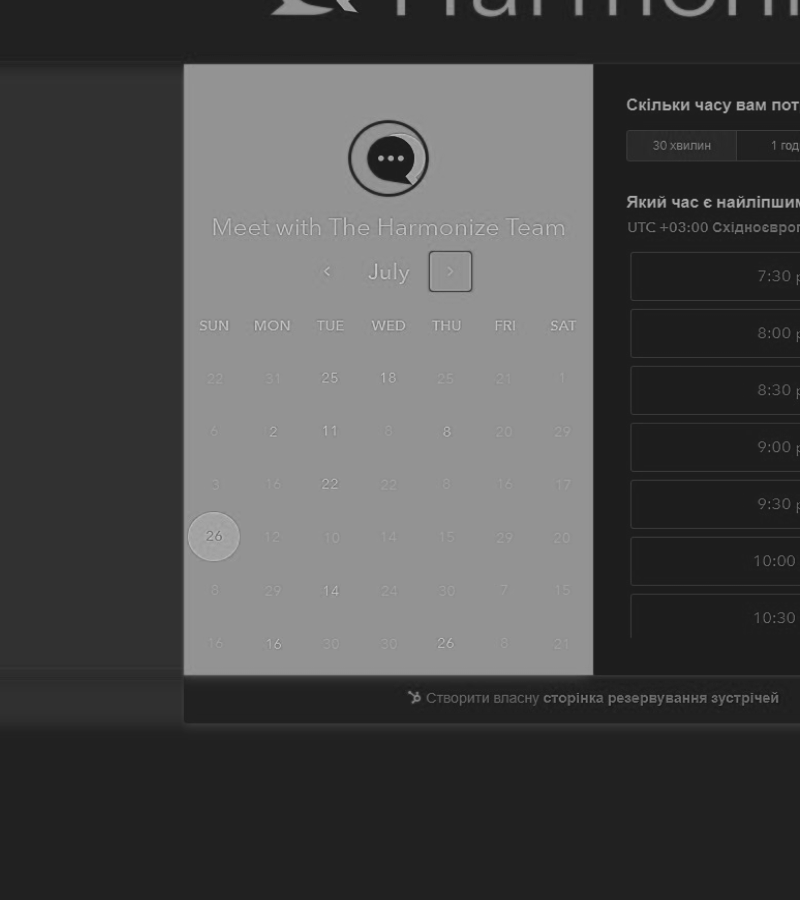 Harmoni
Meet with The Harmonize Team
July
SUN MON TUE WED THU FRI SAT
22 31 25 18 25 21 1
6 2 11 8 8 20 29
3 16 22 22 8 16 17
26 12 10 14 15 29 20
8 29 14 24 30 7 15
16 16 30 30 26 8 21
Скільки часу вам пот
30 хвилин 1 год
Який час є найліпшим
UTC +03:00 Східноєвроп
7:30 p
8:00 p
8:30 p
9:00 p
9:30 p
10:00
10:30
Створити власну сторінка резервування зустрічей